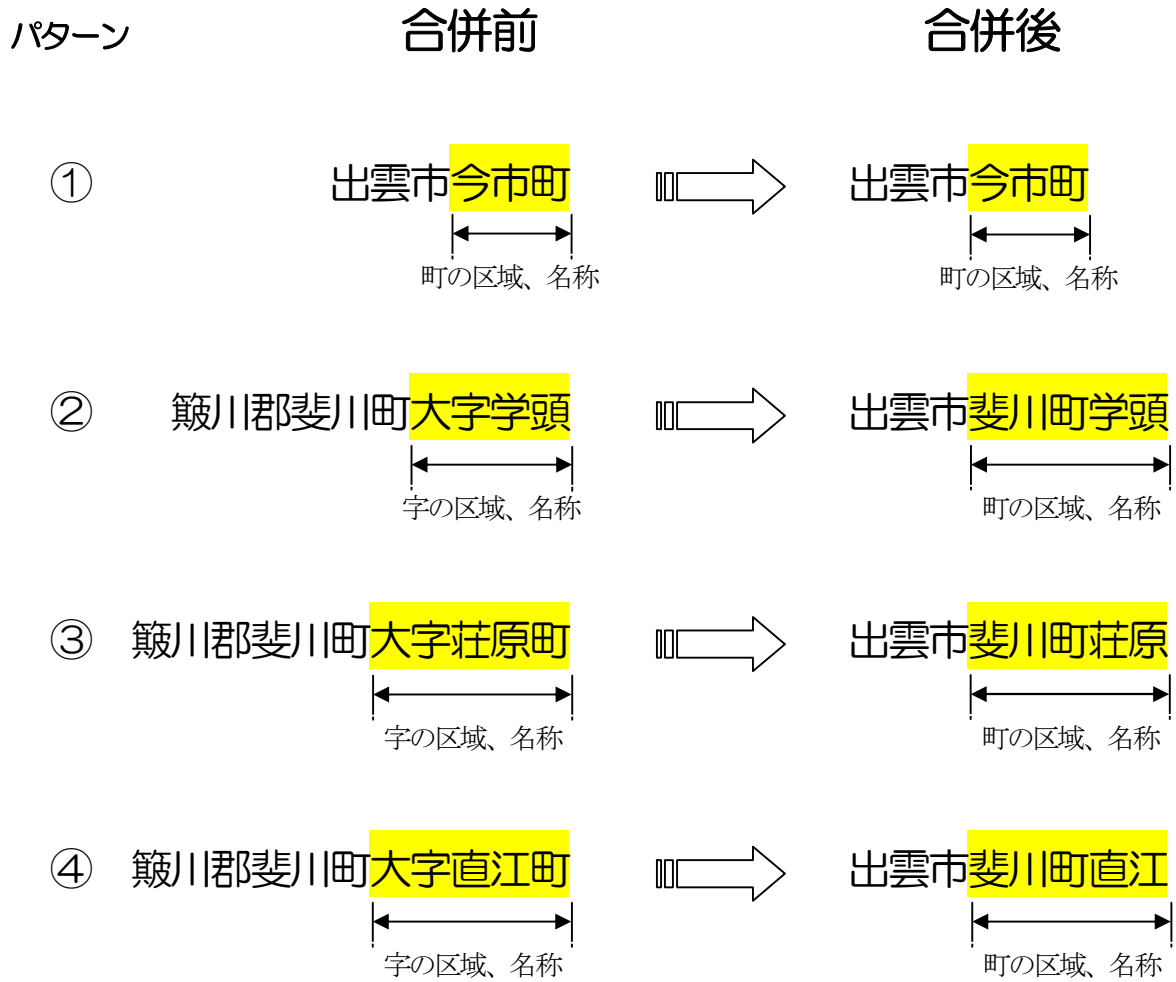 パターン 合併前 合併後
① 出雲市今市町 出雲市今市町
町の区域、名称 町の区域、名称
② 簸川郡斐川町大字学頭 出雲市斐川町学頭
字の区域、名称 町の区域、名称
③ 簸川郡斐川町大字荘原町 出雲市斐川町荘原
字の区域、名称 町の区域、名称
④ 簸川郡斐川町大字直江町 出雲市斐川町直江
字の区域、名称 町の区域、名称